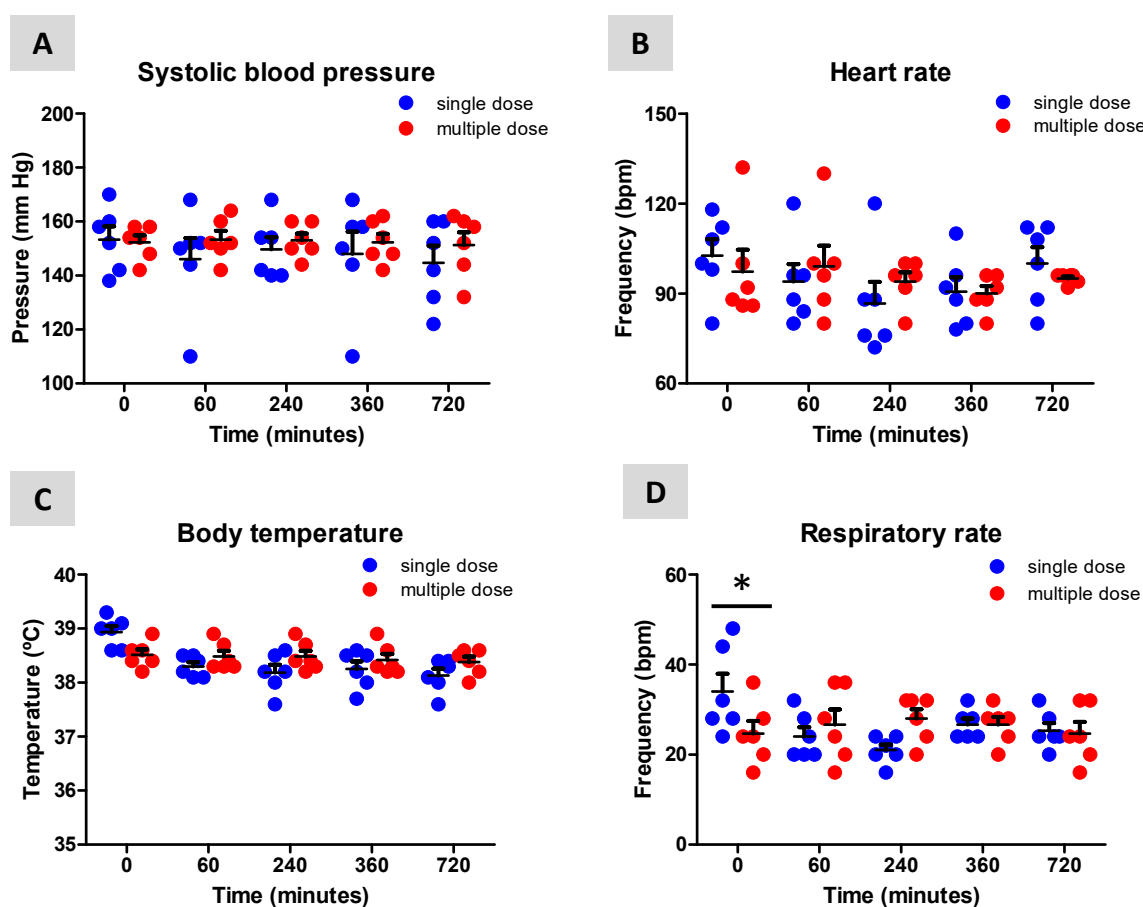 A
Systolic blood pressure
single dose
multiple dose
Pressure (mm Hg)
200
180
160
140
120
100
0 60 240 360 720
Time (minutes)
B
Heart rate
single dose
multiple dose
Frequency (bpm)
150
120
90
60
0 60 240 360 720
Time (minutes)
C
Body temperature
single dose
multiple dose
Temperature (ºC)
40
39
38
37
36
35
0 60 240 360 720
Time (minutes)
D
Respiratory rate
single dose
multiple dose
*
Frequency (bpm)
60
40
20
0
0 60 240 360 720
Time (minutes)